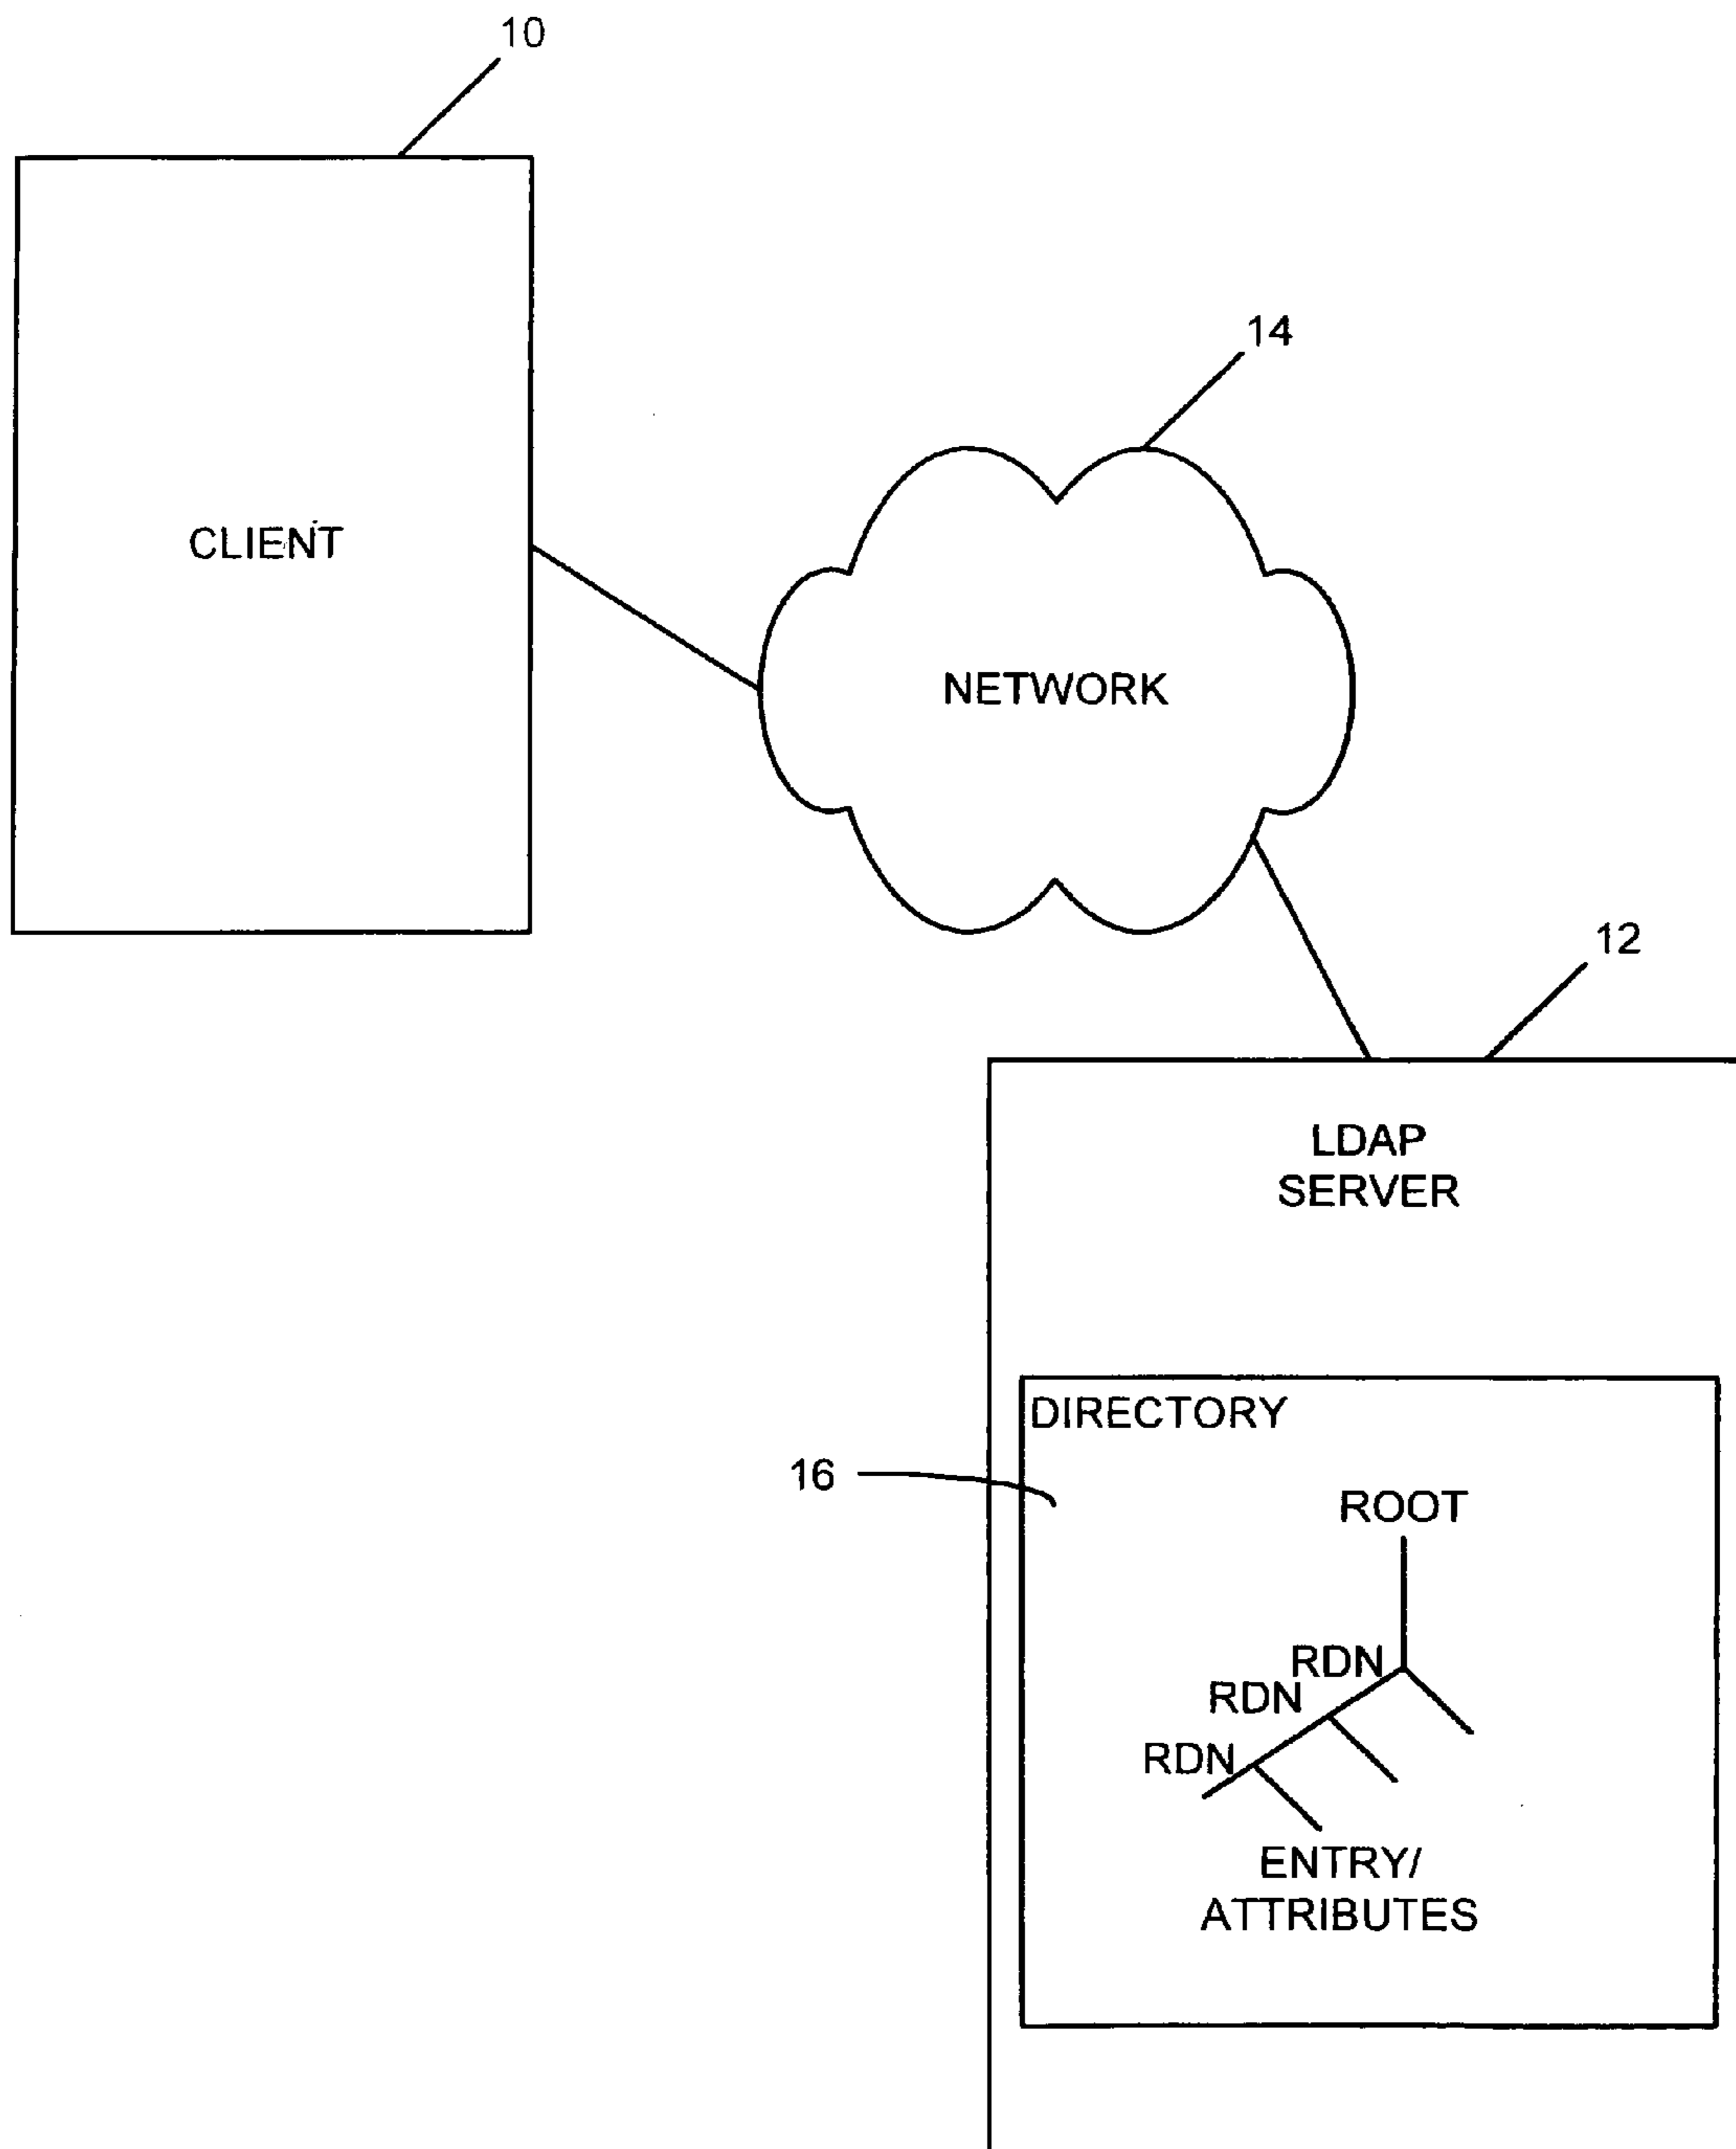 10
14
CLIENT
NETWORK
12
LDAP
SERVER
DIRECTORY
16
ROOT
RDN
RDN
RDN
ENTRY/
ATTRIBUTES